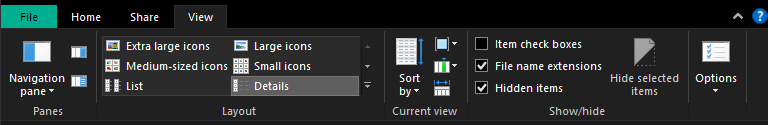 File Home Share View
Extra large icons Large icons Item check boxes
Medium-sized icons Small icons File name extensions
Navigation pane List Details Sort by Hidden items Hide selected items Options
Panes Layout Current view Show/hide